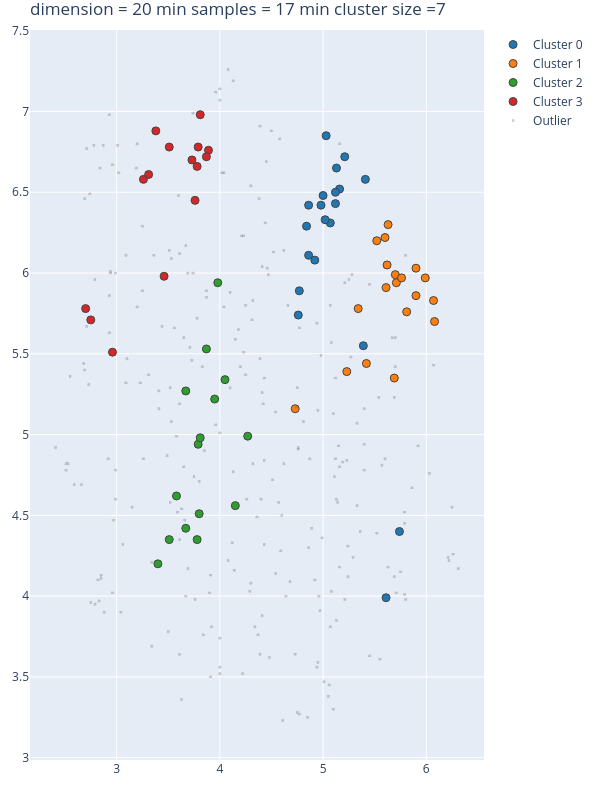 dimension = 20 min samples = 17 min cluster size =7
7.5
7
6.5
6
5.5
5
4.5
4
3.5
3
3
4
5
6
Cluster 0
Cluster 1
Cluster 2
Cluster 3
Outlier